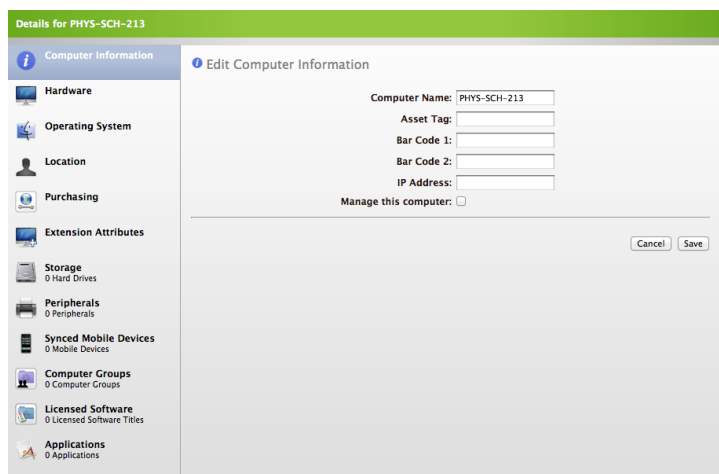 Details for PHYS-SCH-213
Computer Information
Hardware
Operating System
Location
Purchasing
Extension Attributes
Storage
0 Hard Drives
Peripherals
0 Peripherals
Synced Mobile Devices
0 Mobile Devices
Computer Groups
0 Computer Groups
Licensed Software
0 Licensed Software Titles
Applications
0 Applications
Edit Computer Information
Computer Name: PHYS-SCH-213
Asset Tag:
Bar Code 1:
Bar Code 2:
IP Address:
Manage this computer:
Cancel Save